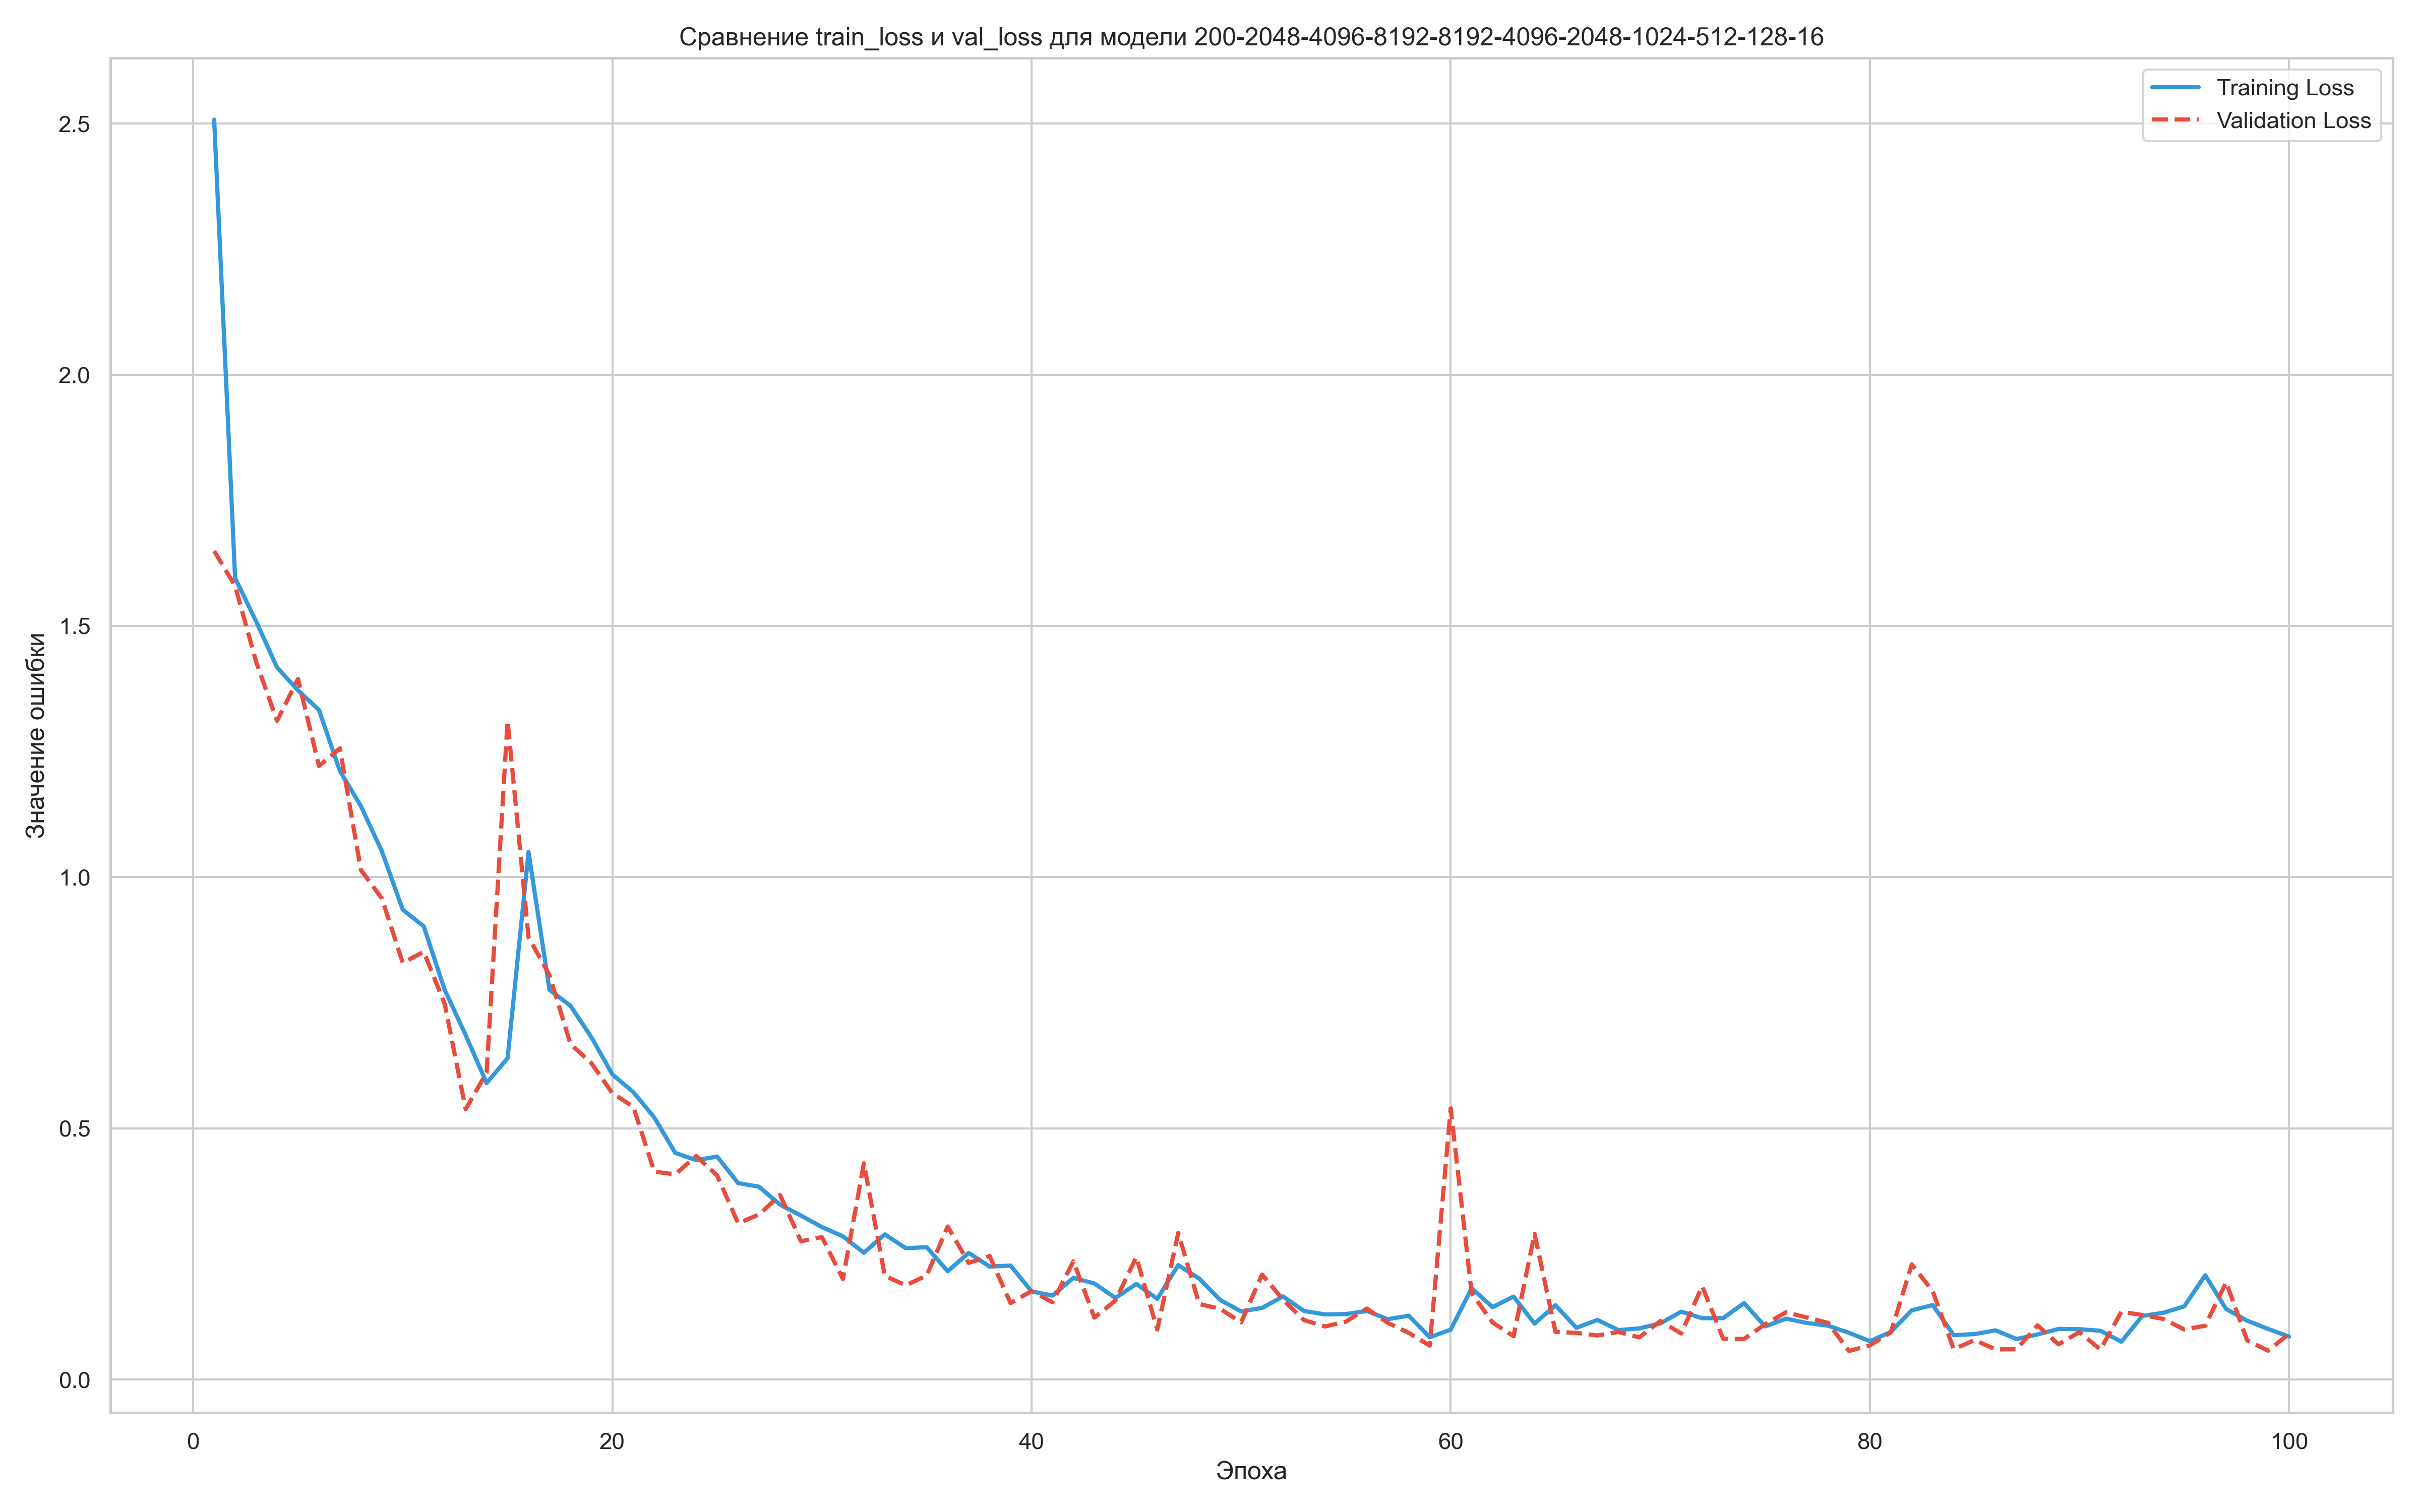 Сравнение train_loss и val_loss для модели 200-2048-4096-8192-8192-4096-2048-1024-512-128-16
Training Loss
Validation Loss
2.5
2.0
1.5
1.0
0.5
0.0
Значение ошибки
0 20 40 60 80 100
Эпоха